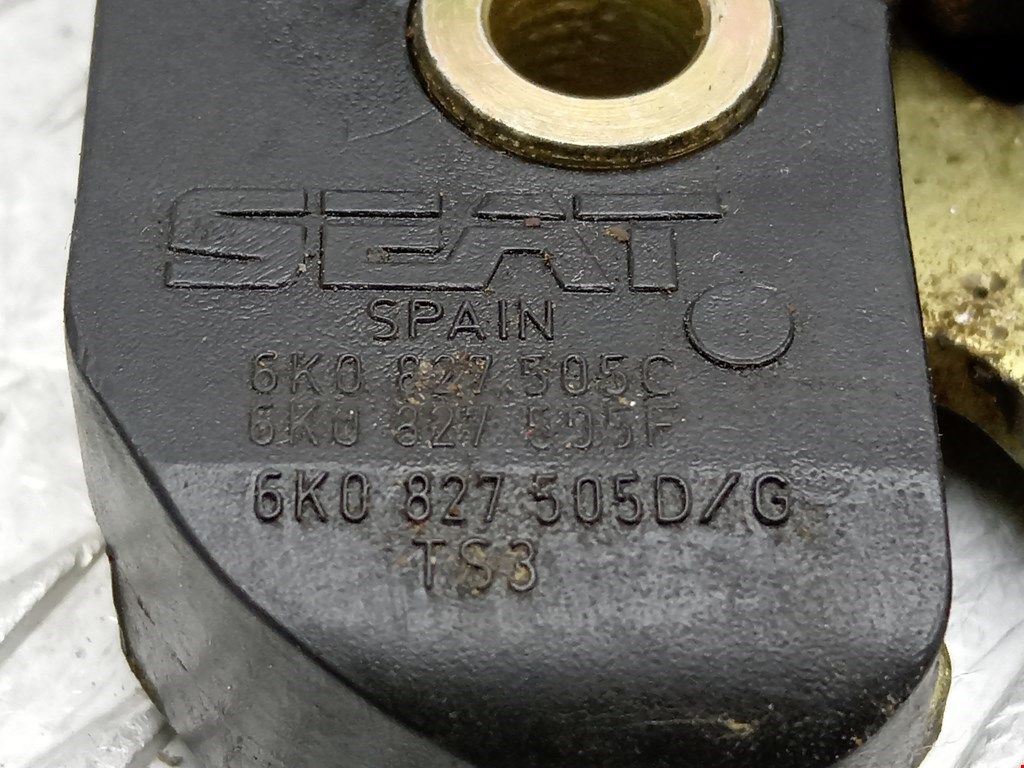 SEAT
SPAIN
6K0 827 505C
6K0 827 505F
6K0 827 505D/G
TS3